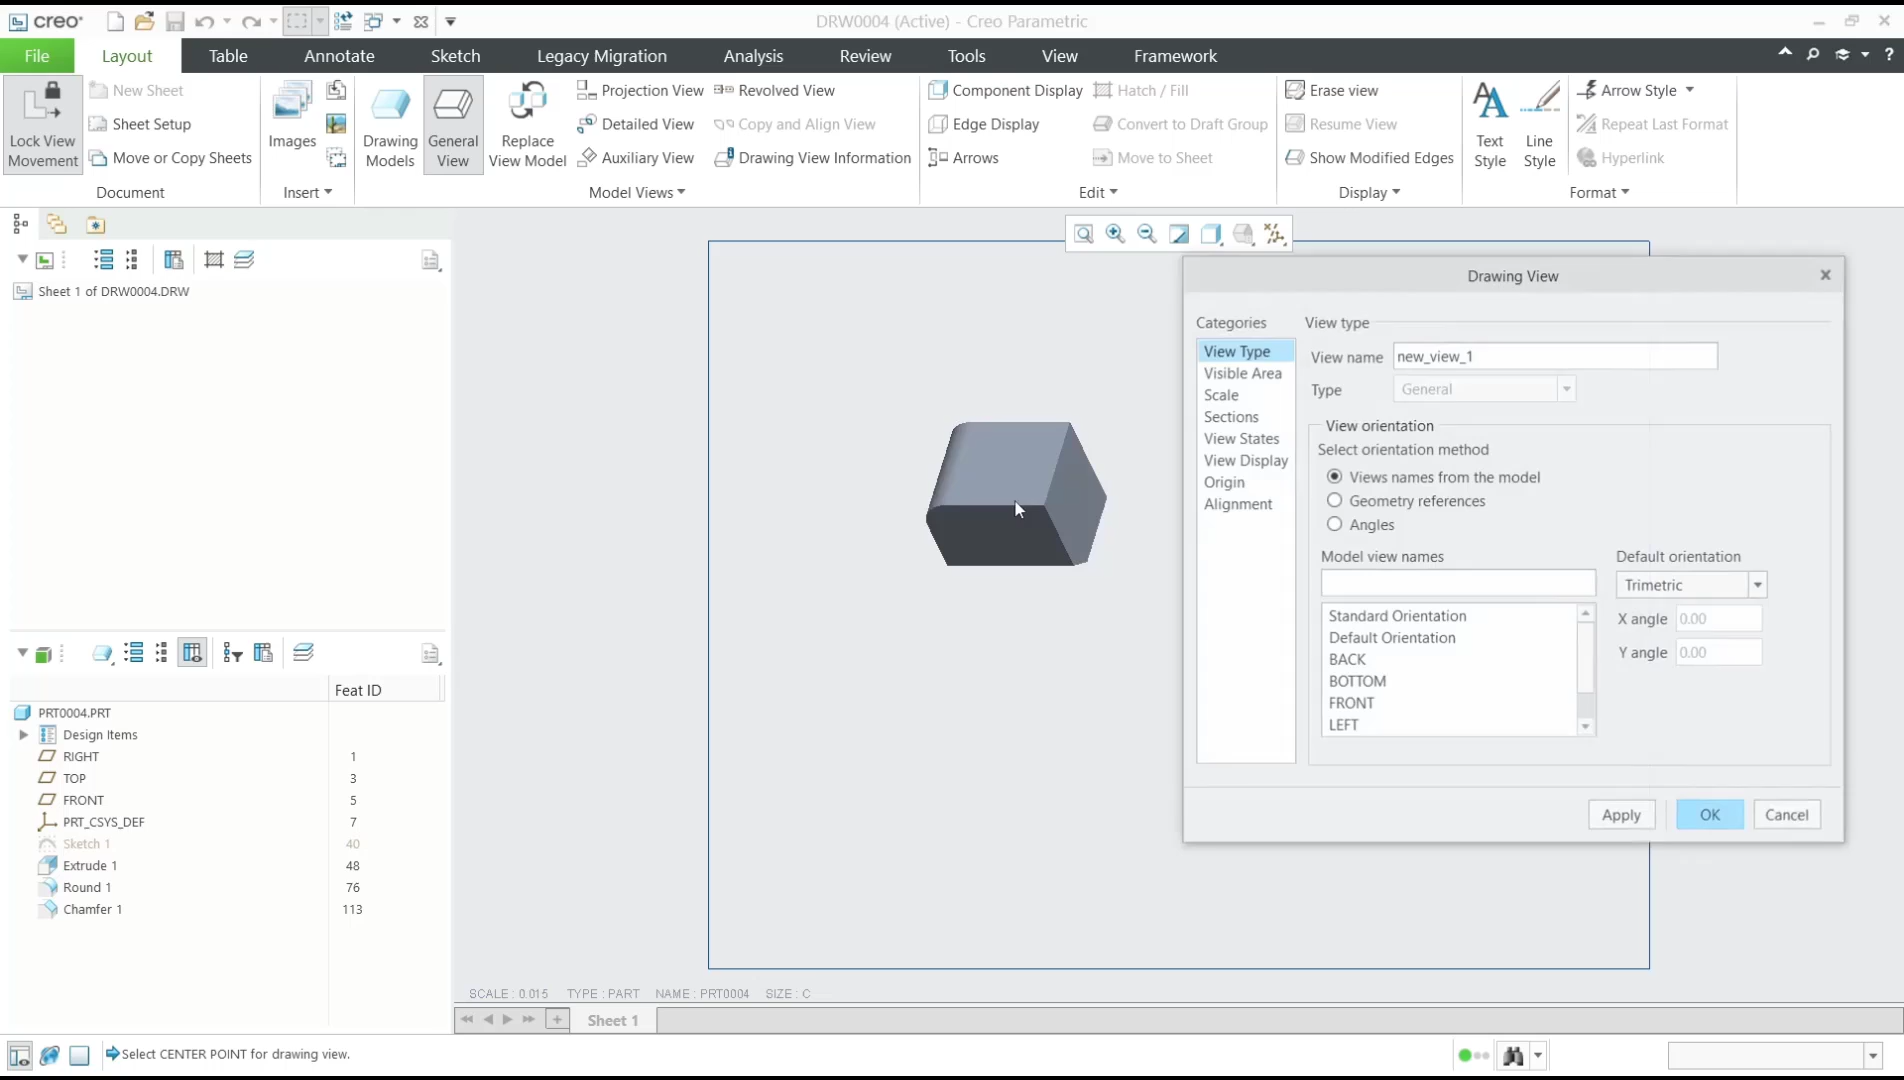 creo
DRW0004 (Active) - Creo Parametric
File
Layout
Table
Annotate
Sketch
Legacy Migration
Analysis
Review
Tools
View
Framework
Lock View
Movement
New Sheet
Sheet Setup
Move or Copy Sheets
Document
Images
Insert
Drawing
Models
General
View
Replace
View Model
Projection View
Detailed View
Auxiliary View
Revolved View
Copy and Align View
Drawing View Information
Model Views
Component Display
Edge Display
Arrows
Hatch / Fill
Convert to Draft Group
Move to Sheet
Edit
Erase view
Resume View
Show Modified Edges
Display
Text
Style
Line
Style
Arrow Style
Repeat Last Format
Hyperlink
Format
Sheet 1 of DRW0004.DRW
Feat ID
PRT0004.PRT
Design Items
RIGHT 1
TOP 3
FRONT 5
PRT_CSYS_DEF 7
Sketch 1 40
Extrude 1 48
Round 1 76
Chamfer 1 113
Drawing View
Categories
View Type
Visible Area
Scale
Sections
View States
View Display
Origin
Alignment
View type
View name new_view_1
Type General
View orientation
Select orientation method
Views names from the model
Geometry references
Angles
Model view names
Standard Orientation
Default Orientation
BACK
BOTTOM
FRONT
LEFT
Default orientation
Trimetric
X angle 0.00
Y angle 0.00
Apply
OK
Cancel
SCALE : 0.015 TYPE : PART NAME : PRT0004 SIZE : C
Sheet 1
Select CENTER POINT for drawing view.